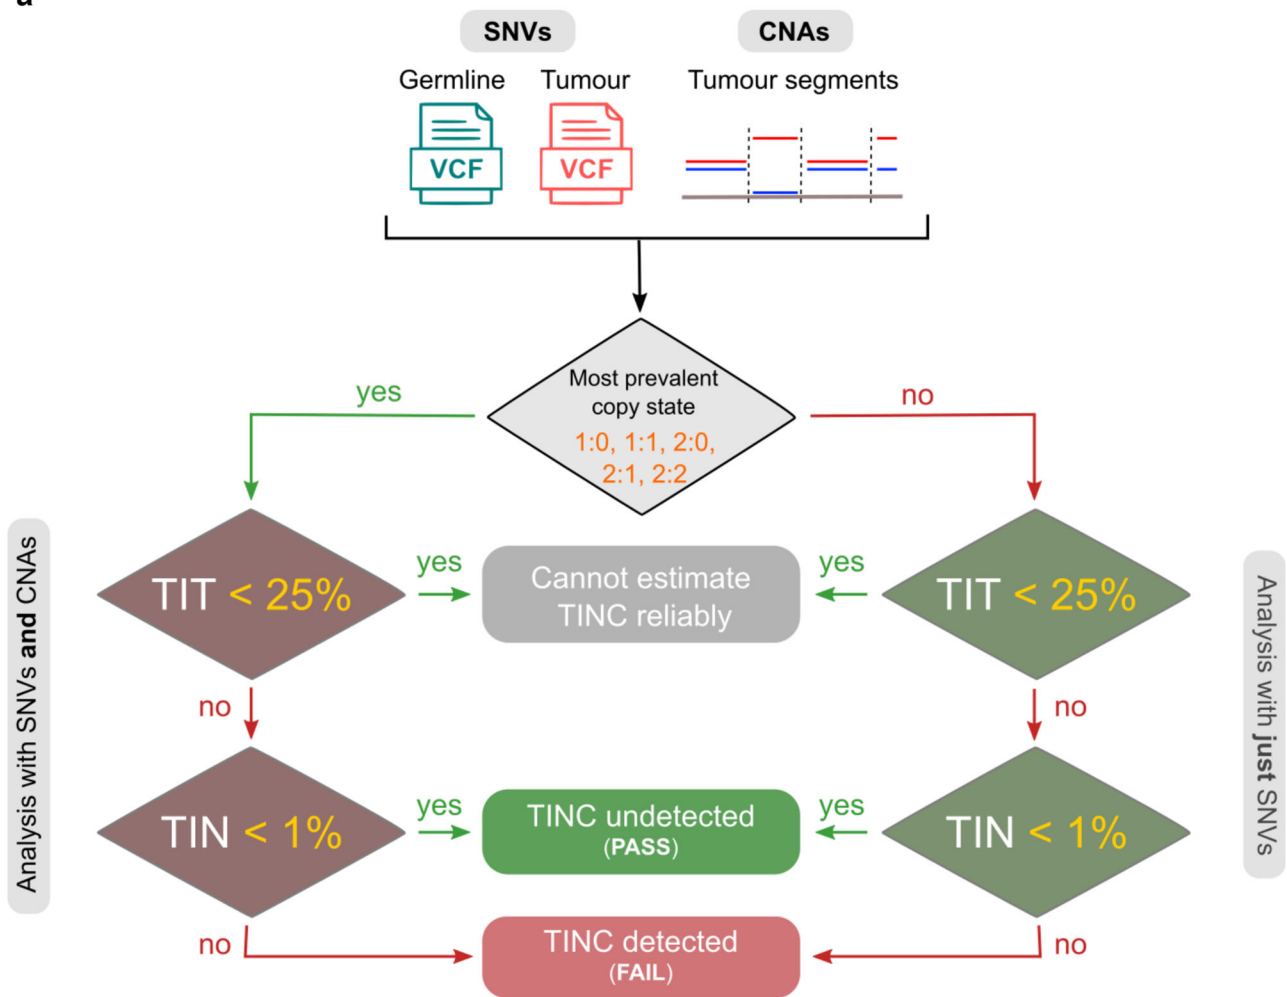 a
SNVs
CNAs
Germline
Tumour
Tumour segments
VCF
VCF
Most prevalent
copy state
1:0, 1:1, 2:0,
2:1, 2:2
yes
no
Analysis with SNVs and CNAs
TIT < 25%
yes
Cannot estimate
TINC reliably
yes
TIT < 25%
Analysis with just SNVs
no
no
TIN < 1%
yes
TINC undetected
(PASS)
yes
TIN < 1%
no
TINC detected
(FAIL)
no